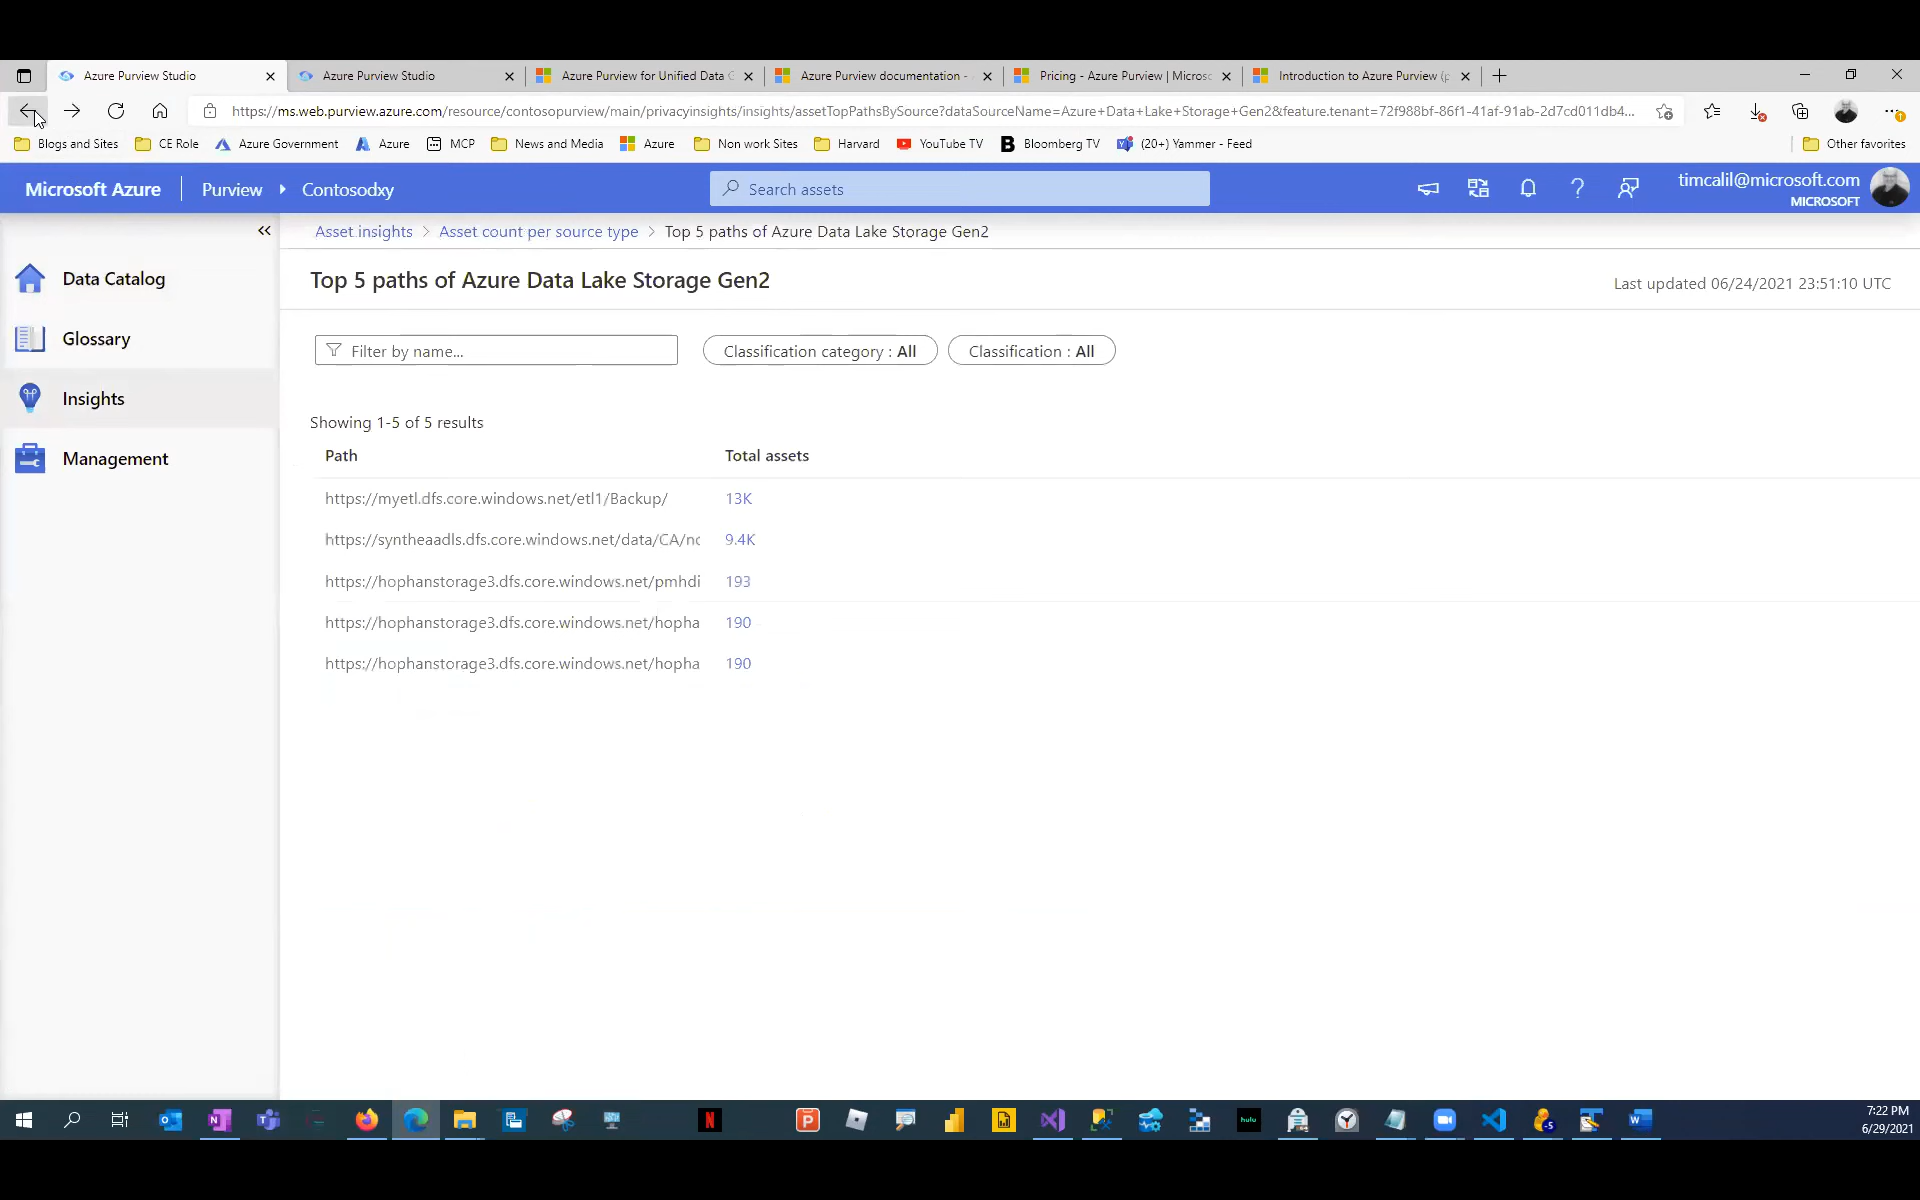 Azure Purview Studio
Azure Purview Studio
Azure Purview for Unified Data
Azure Purview documentation -
Pricing - Azure Purview | Micros
Introduction to Azure Purview (p
https://ms.web.purview.azure.com/resource/contosopurview/main/privacyinsights/insights/assetTopPathsBySource?dataSourceName=Azure+Data+Lake+Storage+Gen2&feature.tenant=72f988bf-86f1-41af-91ab-2d7cd011db4...
Blogs and Sites
CE Role
Azure Government
Azure
MCP
News and Media
Azure
Non work Sites
Harvard
YouTube TV
Bloomberg TV
(20+) Yammer - Feed
Other favorites
Microsoft Azure
Purview
Contosodxy
Search assets
timcalil@microsoft.com
MICROSOFT
Asset insights > Asset count per source type > Top 5 paths of Azure Data Lake Storage Gen2
Data Catalog
Glossary
Insights
Management
Top 5 paths of Azure Data Lake Storage Gen2
Last updated 06/24/2021 23:51:10 UTC
Filter by name...
Classification category : All
Classification : All
Showing 1-5 of 5 results
Path Total assets
https://myetl.dfs.core.windows.net/etl1/Backup/ 13K
https://syntheaadls.dfs.core.windows.net/data/CA/nc 9.4K
https://hophanstorage3.dfs.core.windows.net/pmhdi 193
https://hophanstorage3.dfs.core.windows.net/hopha 190
https://hophanstorage3.dfs.core.windows.net/hopha 190
hulu
7:22 PM
6/29/2021